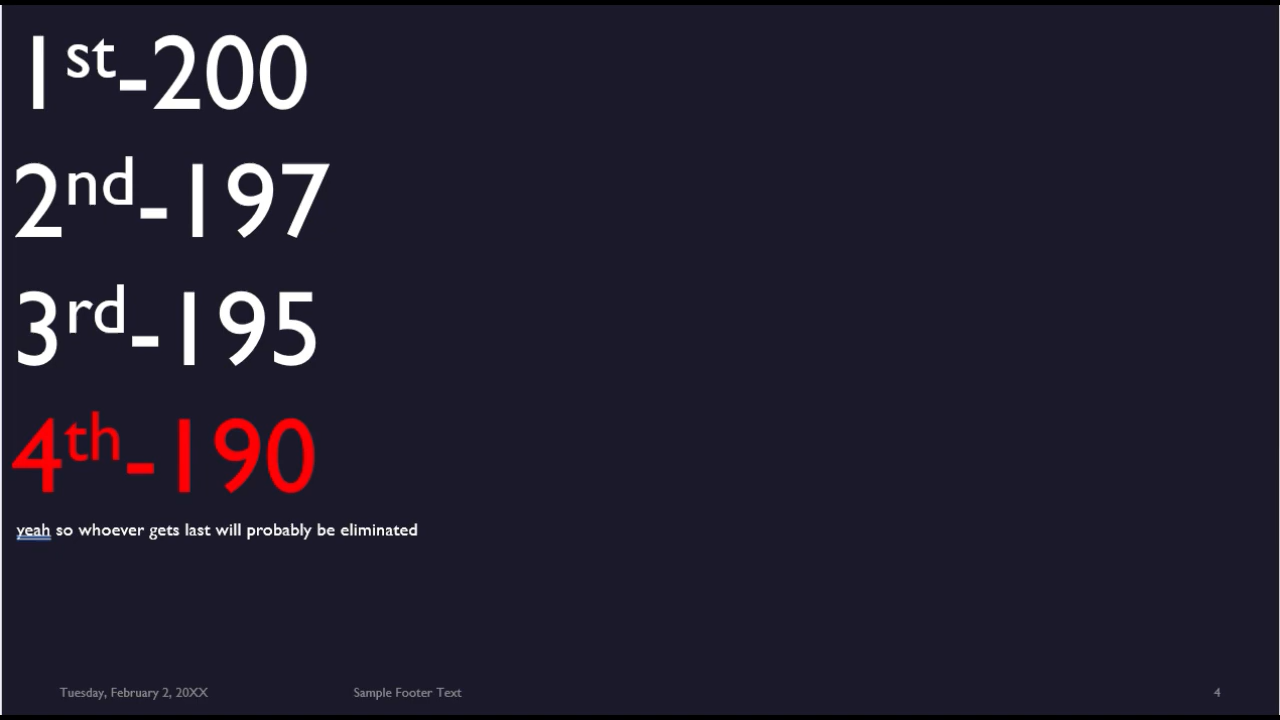 1st-200
2nd-197
3rd-195
4th-190
yeah so whoever gets last will probably be eliminated
Tuesday, February 2, 20XX
Sample Footer Text
4